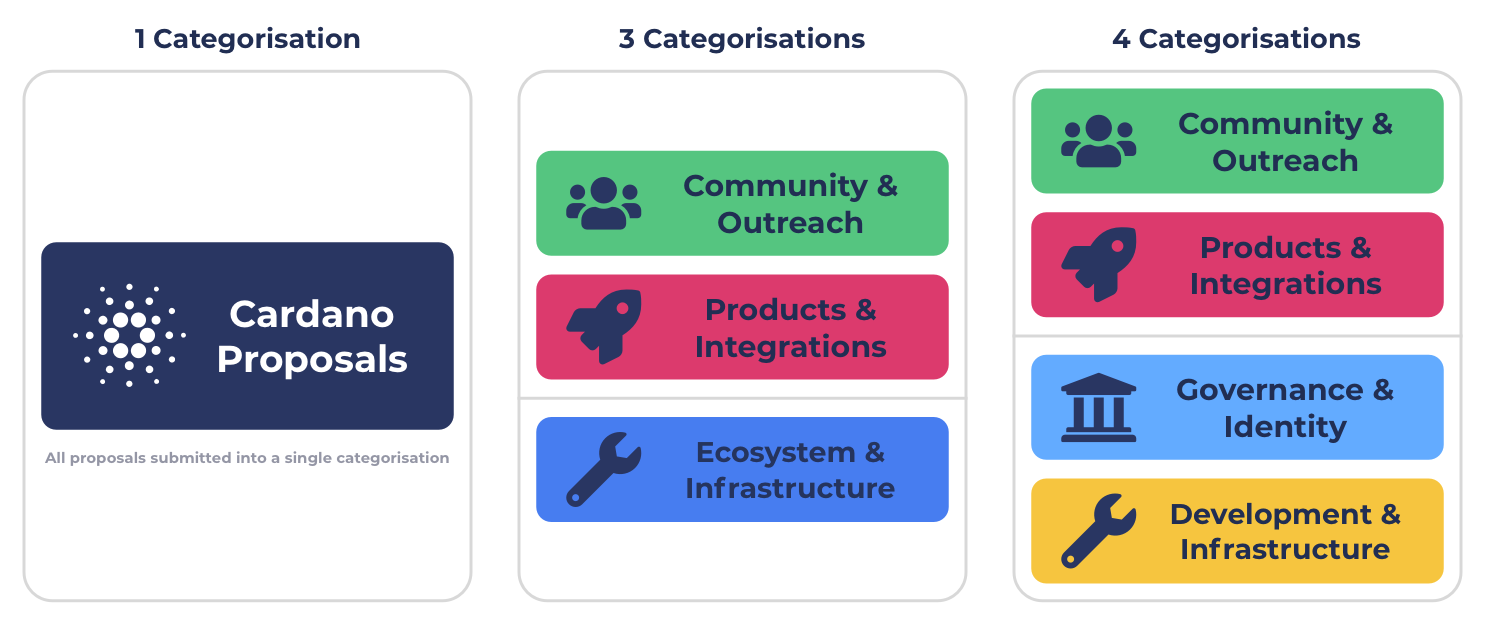 1 Categorisation
Cardano
Proposals
All proposals submitted into a single categorisation
3 Categorisations
Community &
Outreach
Products &
Integrations
Ecosystem &
Infrastructure
4 Categorisations
Community &
Outreach
Products &
Integrations
Governance &
Identity
Development &
Infrastructure